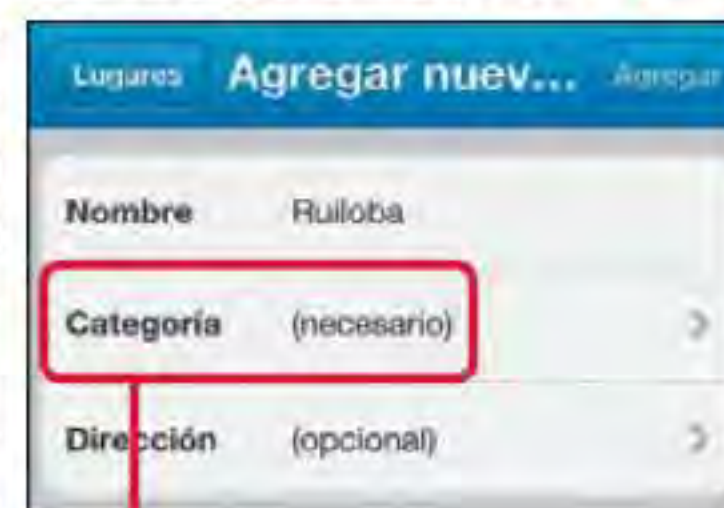 Lugares Agregar nuev... Agregar
Nombre Ruiloba
Categoría (necesario)
Dirección (opcional)